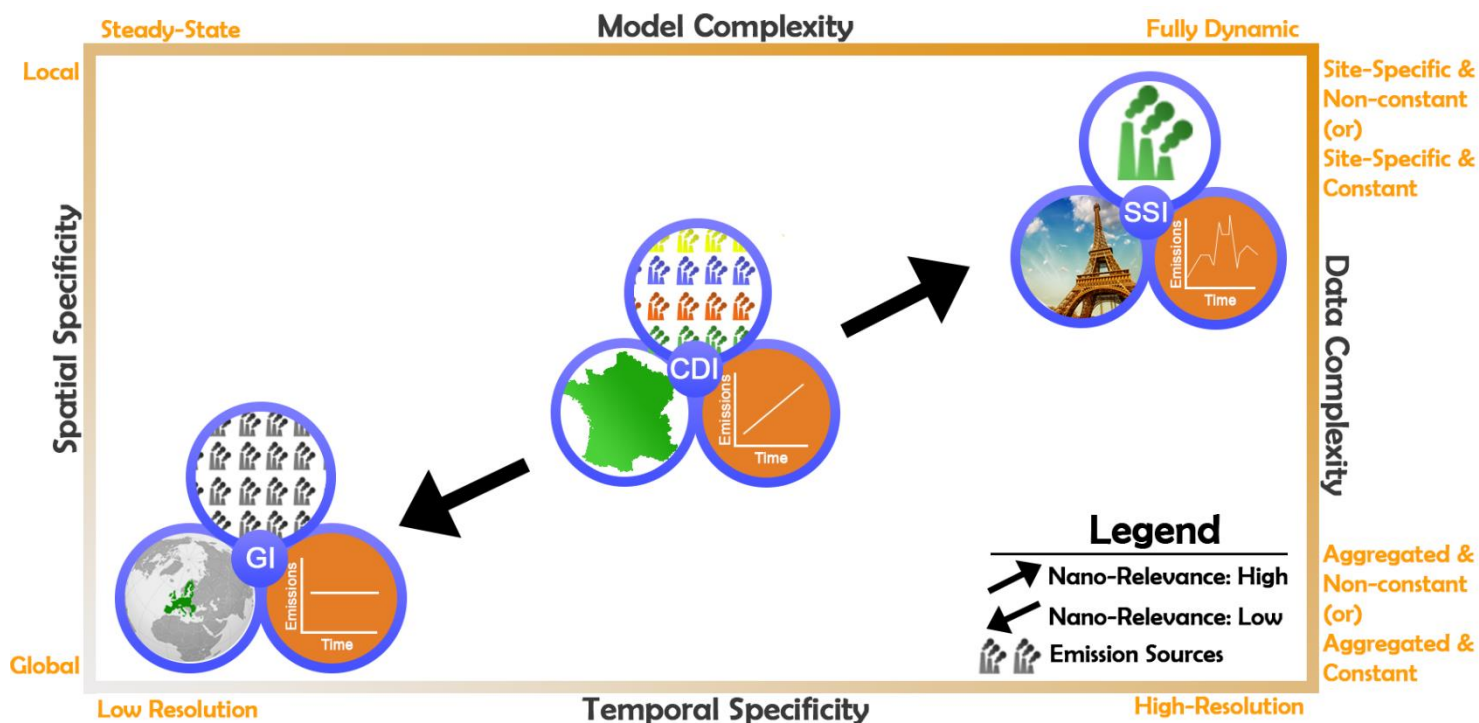 Steady-State
Model Complexity
Fully Dynamic
Local
Site-Specific &
Non-constant
(or)
Site-Specific &
Constant
Spatial Specificity
SSI
Emissions
Time
CDI
Emissions
Time
Data Complexity
GI
Emissions
Time
Legend
Nano-Relevance: High
Nano-Relevance: Low
Emission Sources
Aggregated &
Non-constant
(or)
Aggregated &
Constant
Global
Low Resolution
Temporal Specificity
High-Resolution